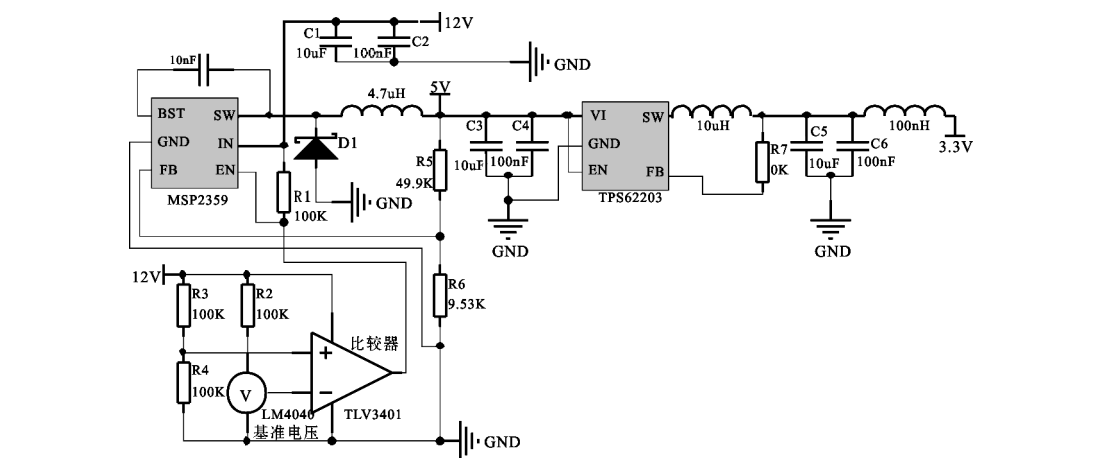 C1
10uF
100nF
C2
12V
GND
10nF
BST
SW
GND
IN
FB
EN
MSP2359
4.7uH
5V
D1
R1
100K
GND
R5
49.9K
C3
10uF
C4
100nF
GND
VI
SW
GND
EN
FB
TPS62203
10uH
R7
0K
C5
10uF
C6
100nF
100nH
3.3V
GND
12V
R3
100K
R2
100K
R4
100K
V
LM4040
基准电压
比较器
+
−
TLV3401
R6
9.53K
GND